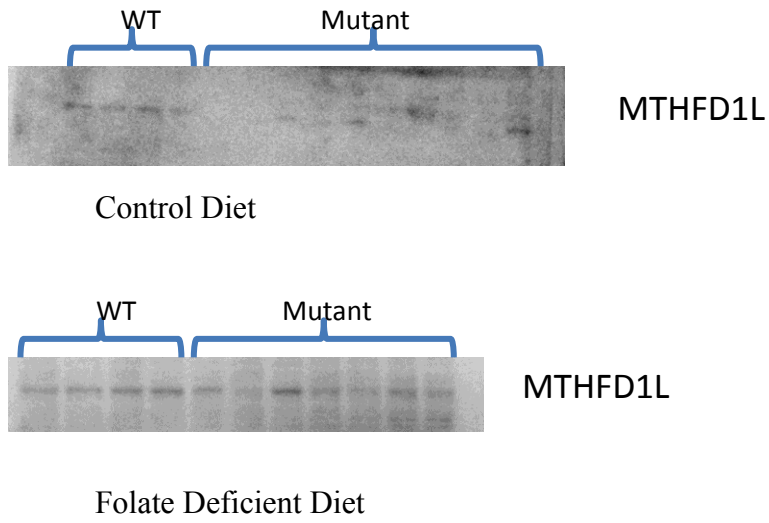 WT Mutant
MTHFD1L
Control Diet
WT Mutant
MTHFD1L
Folate Deficient Diet